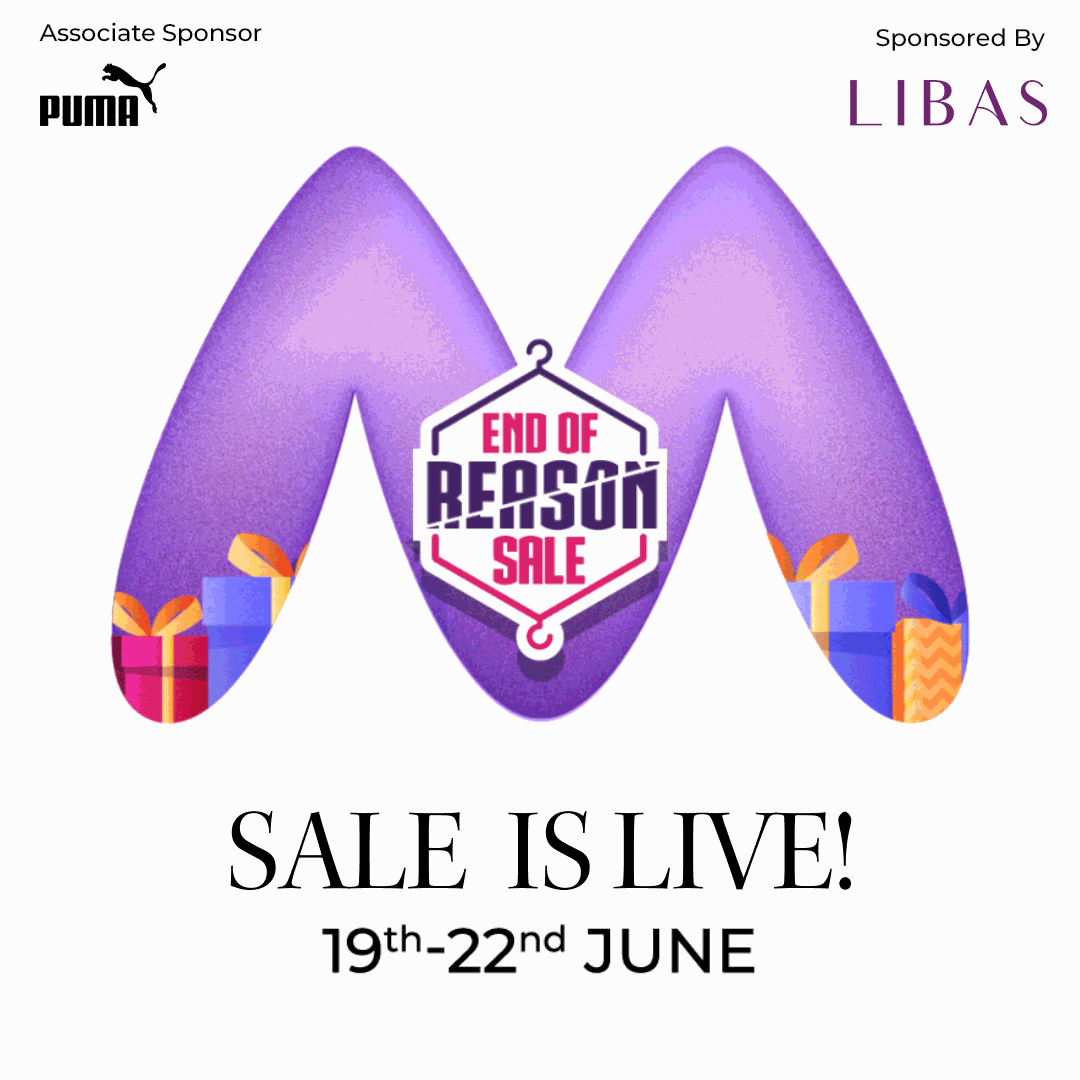 Associate Sponsor
PUMA
Sponsored By
LIBAS
END OF
REASON
SALE
SALE IS LIVE!
19th-22nd JUNE